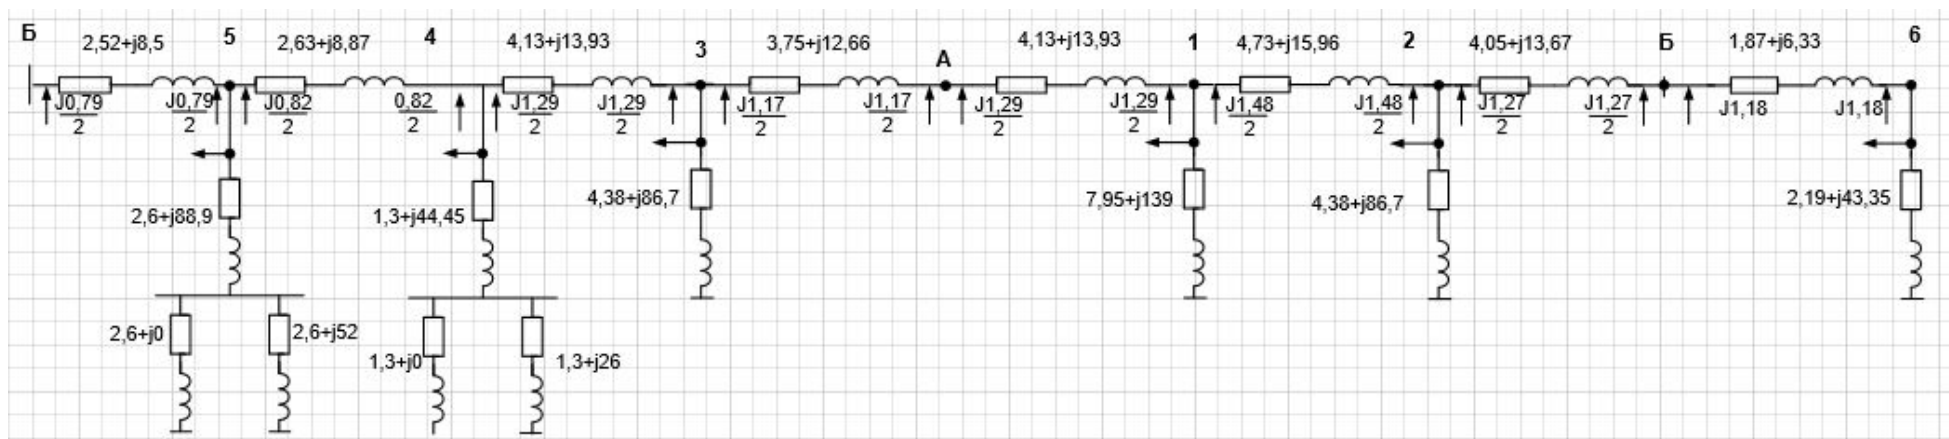 Б 2,52+j8,5 5 2,63+j8,87 4 4,13+j13,93 3 3,75+j12,66 А 4,13+j13,93 1 4,73+j15,96 2 4,05+j13,67 Б 1,87+j6,33 6
J0,79 J0,79 J0,82 0,82 J1,29 J1,29 J1,17 J1,17 J1,29 J1,29 J1,48 J1,48 J1,27 J1,27 J1,18 J1,18
2 2 2 2 2 2 2 2 2 2 2 2 2 2
2,6+j88,9 1,3+j44,45 4,38+j86,7 7,95+j139 4,38+j86,7 2,19+j43,35
2,6+j0 2,6+j52 1,3+j0 1,3+j26